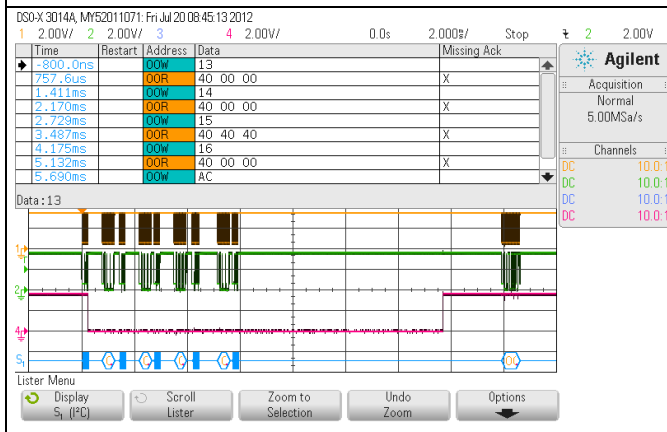 DSO-X 3014A, MY52011071: Fri Jul 20 08:45:13 2012
1 2.00V/ 2 2.00V/ 3 4 2.00V/ 0.0s 2.000ms/ Stop 2 2.00V
Time Restart Address Data Missing Ack
-800.0ns 00W 13
757.6us 00R 40 00 00 X
1.411ms 00W 14
2.170ms 00R 40 00 00 X
2.729ms 00W 15
3.487ms 00R 40 40 40 X
4.175ms 00W 16
5.132ms 00R 40 00 00 X
5.690ms 00W AC
Data:13
Agilent
Acquisition
Normal
5.00MSa/s
Channels
DC 10.0:1
DC 10.0:1
DC 10.0:1
DC 10.0:1
1
2
4
S1
Lister Menu
Display
S1 (I²C)
Scroll
Lister
Zoom to
Selection
Undo
Zoom
Options